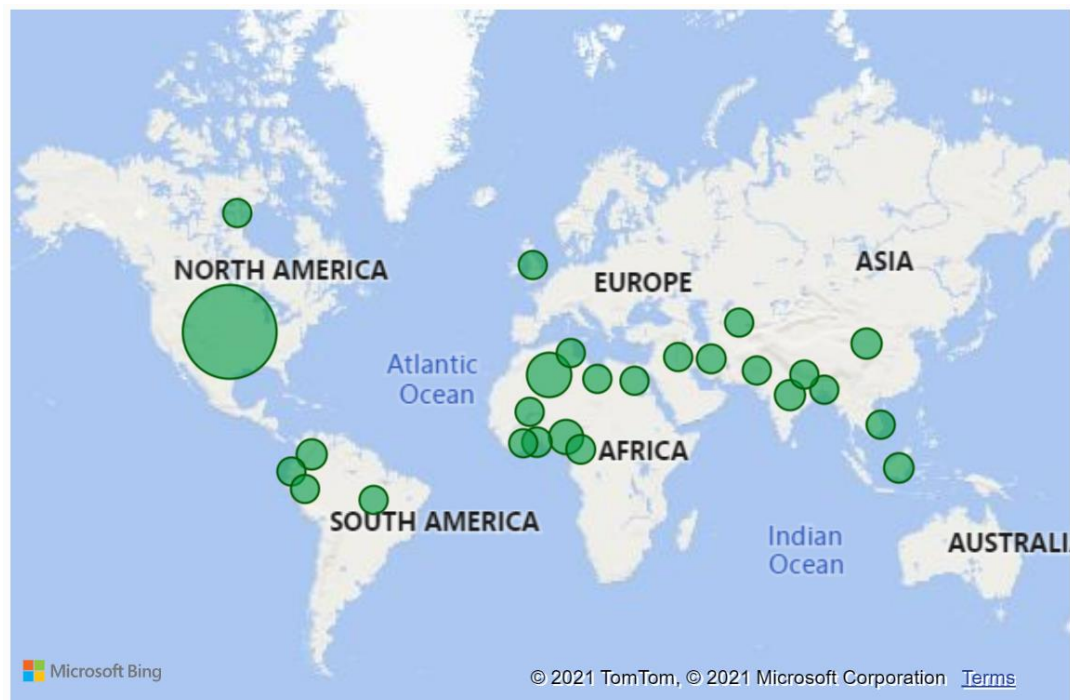 NORTH AMERICA
EUROPE
ASIA
Atlantic
Ocean
AFRICA
SOUTH AMERICA
Indian
Ocean
AUSTRALI
Microsoft Bing
© 2021 TomTom, © 2021 Microsoft Corporation Terms